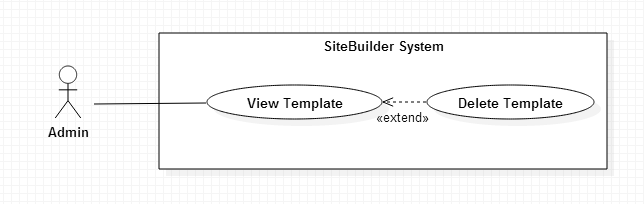 SiteBuilder System
View Template
Delete Template
«extend»
Admin